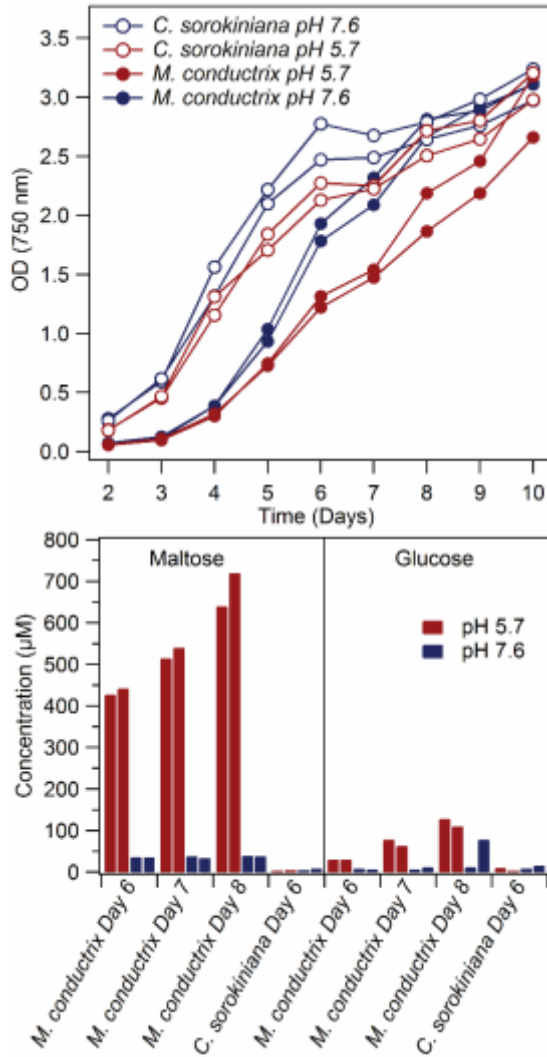 C. sorokiniana pH 7.6
C. sorokiniana pH 5.7
M. conductrix pH 5.7
M. conductrix pH 7.6
OD (750 nm)
3.5
3.0
2.5
2.0
1.5
1.0
0.5
0.0
2 3 4 5 6 7 8 9 10
Time (Days)
Maltose Glucose
pH 5.7
pH 7.6
Concentration (µM)
800
700
600
500
400
300
200
100
0
M. conductrix Day 6
M. conductrix Day 7
M. conductrix Day 8
C. sorokiniana Day 6
M. conductrix Day 6
M. conductrix Day 7
M. conductrix Day 8
C. sorokiniana Day 6